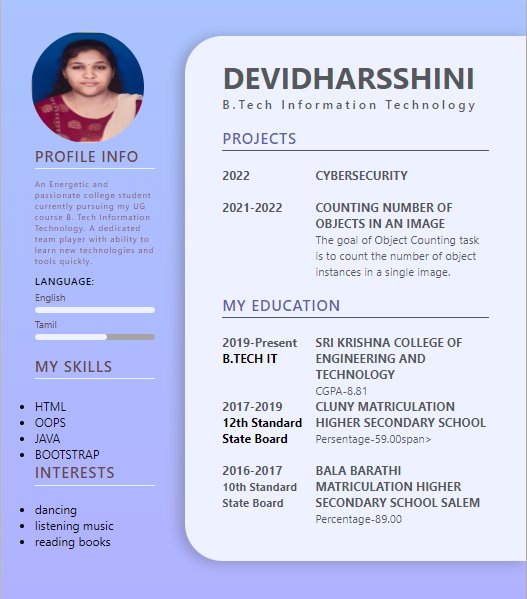 PROFILE INFO
An Energetic and
passionate college student
currently pursuing my UG
course B. Tech Information
Technology. A dedicated
team player with ability to
learn new technologies and
tools quickly.
LANGUAGE:
English
Tamil
MY SKILLS
HTML
OOPS
JAVA
BOOTSTRAP
INTERESTS
dancing
listening music
reading books
DEVIDHARSSHINI
B.Tech Information Technology
PROJECTS
2022 CYBERSECURITY
2021-2022 COUNTING NUMBER OF
OBJECTS IN AN IMAGE
The goal of Object Counting task
is to count the number of object
instances in a single image.
MY EDUCATION
2019-Present SRI KRISHNA COLLEGE OF
B.TECH IT ENGINEERING AND
TECHNOLOGY
CGPA-8.81
2017-2019 CLUNY MATRICULATION
12th Standard HIGHER SECONDARY SCHOOL
State Board Persentage-59.00span>
2016-2017 BALA BARATHI
10th Standard MATRICULATION HIGHER
State Board SECONDARY SCHOOL SALEM
Percentage-89.00